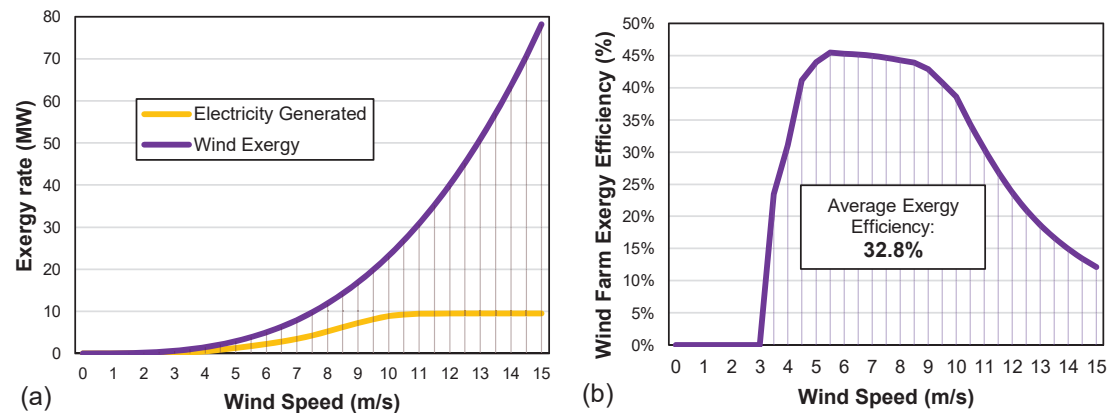 80
70
60
50
40
30
20
10
0
Exergy rate (MW)
Electricity Generated
Wind Exergy
0 1 2 3 4 5 6 7 8 9 10 11 12 13 14 15
Wind Speed (m/s)
(a)
50%
45%
40%
35%
30%
25%
20%
15%
10%
5%
0%
Wind Farm Exergy Efficiency (%)
Average Exergy
Efficiency:
32.8%
0 1 2 3 4 5 6 7 8 9 10 11 12 13 14 15
Wind Speed (m/s)
(b)